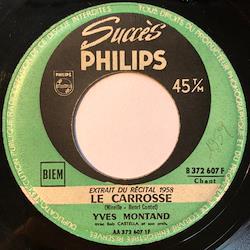 Succès
PHILIPS
PHILIPS
45 T/M
B 372 607 F
Chant
BIEM
EXTRAIT DU RÉCITAL 1958
LE CARROSSE
(Mireille - Henri Contet)
YVES MONTAND
avec Bob CASTELLA et son orch.
AA 372 607 1F